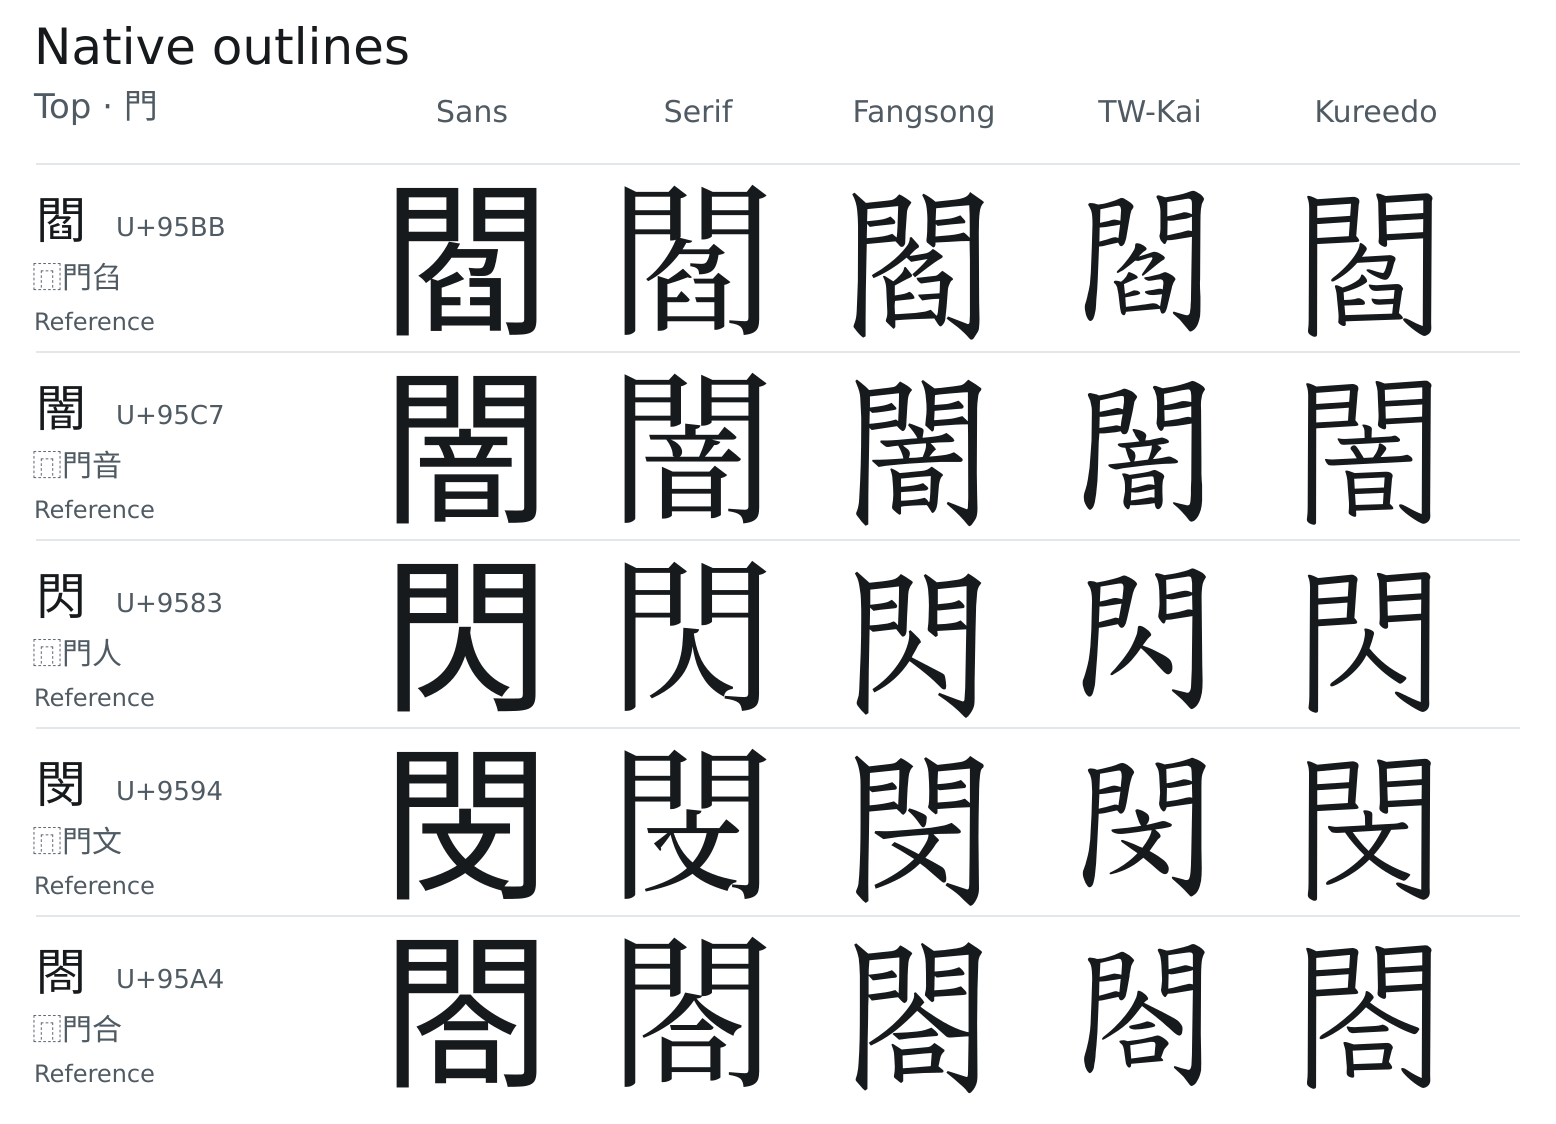 Native outlines
Top · 門 Sans Serif Fangsong TW-Kai Kureedo
閻 U+95BB 閻 閻 閻 閻 閻
⿵門臽
Reference
闇 U+95C7 闇 闇 闇 闇 闇
⿵門音
Reference
閃 U+9583 閃 閃 閃 閃 閃
⿵門人
Reference
閔 U+9594 閔 閔 閔 閔 閔
⿵門文
Reference
閤 U+95A4 閤 閤 閤 閤 閤
⿵門合
Reference